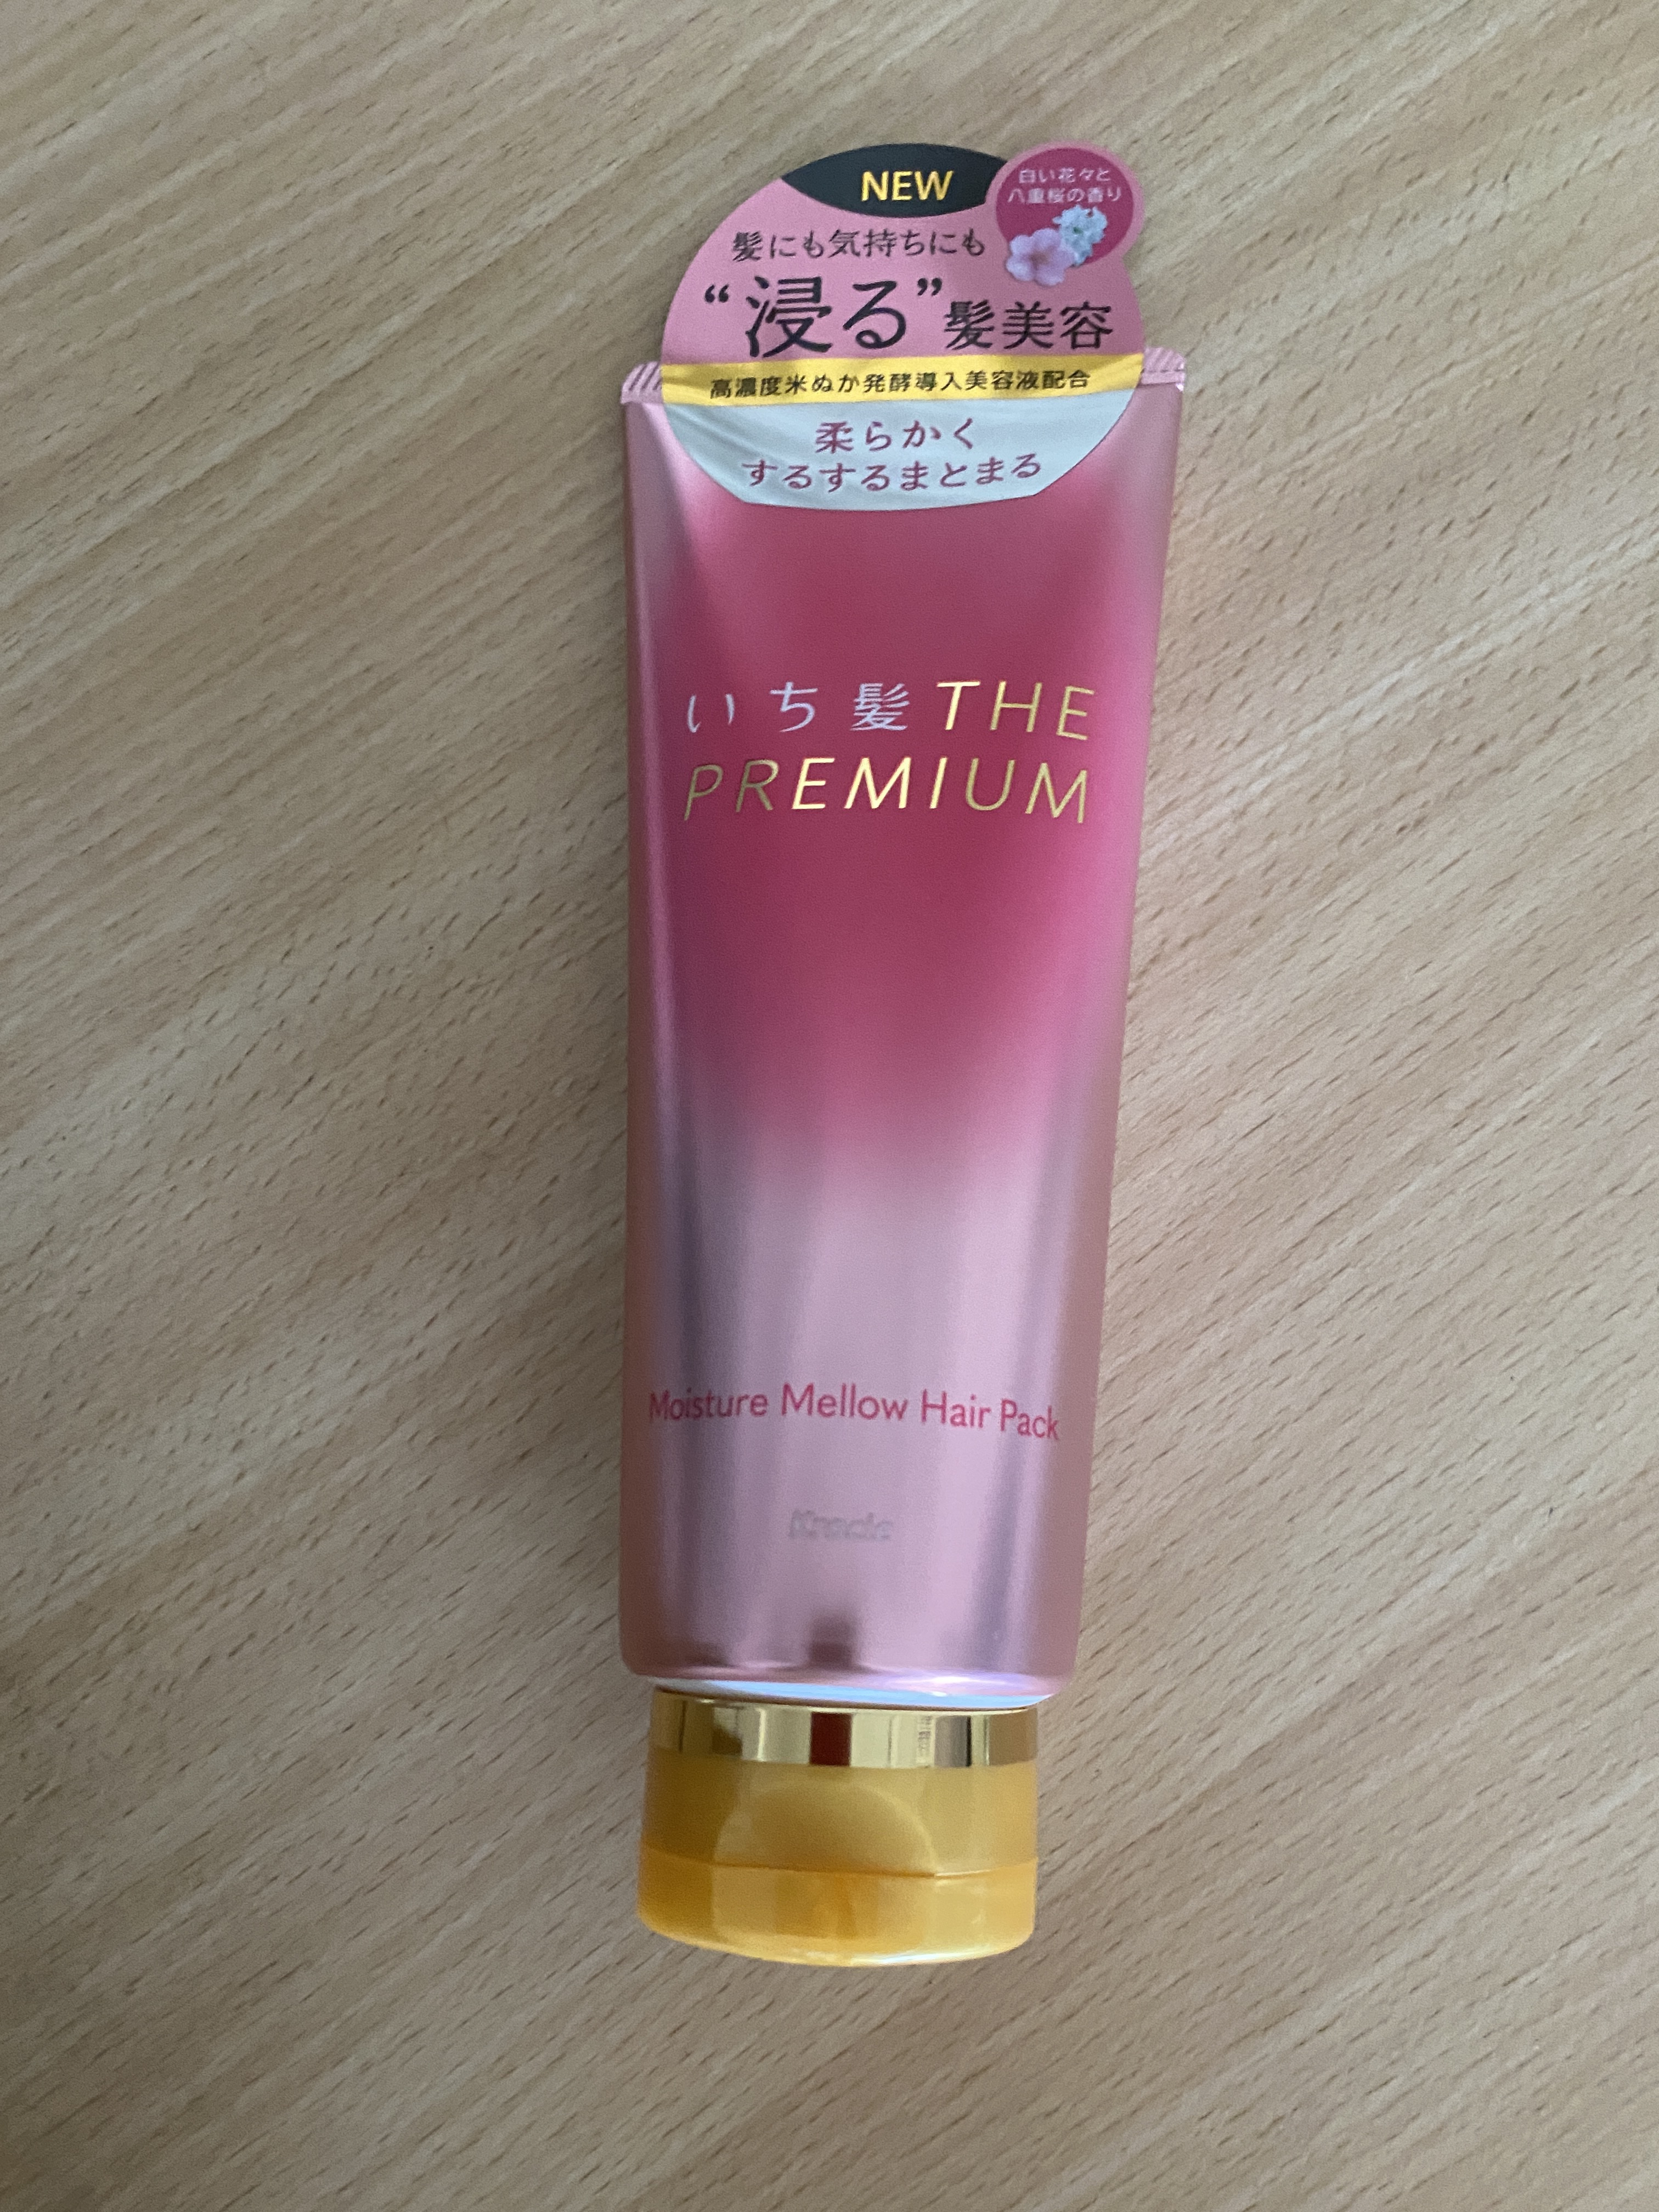 NEW
白い花々と
八重桜の香り
髪にも気持ちにも
“浸る”髪美容
高濃度米ぬか発酵導入美容液配合
柔らかく
するするまとまる
いち髪 THE
PREMIUM
Moisture Mellow Hair Pack
Kracie